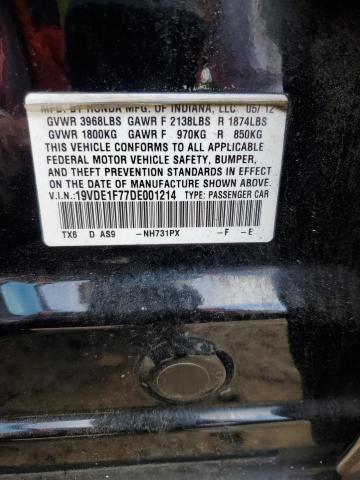 MFD. BY HONDA MFG. OF INDIANA, LLC 05/12
GVWR 3968LBS GAWR F 2138LBS R 1874LBS
GVWR 1800KG GAWR F 970KG R 850KG
THIS VEHICLE CONFORMS TO ALL APPLICABLE
FEDERAL MOTOR VEHICLE SAFETY, BUMPER,
AND THEFT PREVENTION STANDARDS IN EFFECT
ON THE DATE OF MANUFACTURE SHOWN ABOVE.
V.I.N.:19VDE1F77DE001214 TYPE: PASSENGER CAR
TX6 D AS9 -NH731PX -F -E